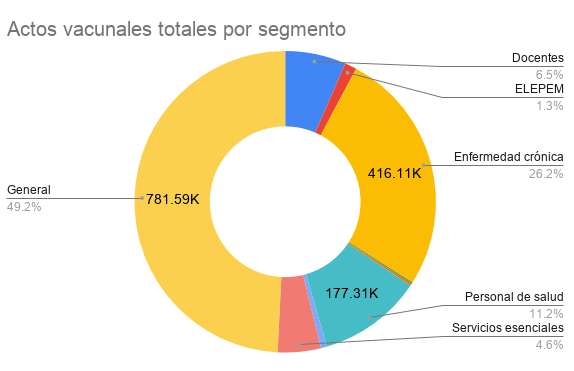 Actos vacunales totales por segmento
Docentes
6.5%
ELEPEM
1.3%
Enfermedad crónica
26.2%
416.11K
General
49.2%
781.59K
177.31K
Personal de salud
11.2%
Servicios esenciales
4.6%